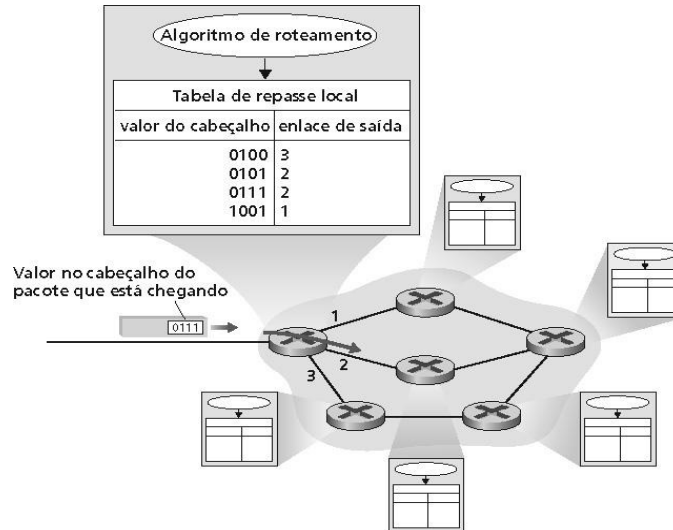 Algoritmo de roteamento
Tabela de repasse local
valor do cabeçalho enlace de saída
0100 3
0101 2
0111 2
1001 1
Valor no cabeçalho do
pacote que está chegando
0111
1
2
3